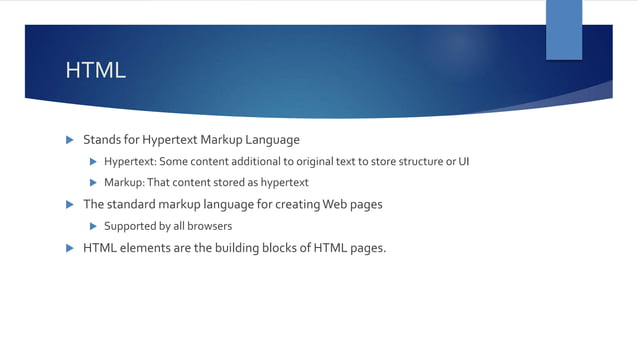 HTML
Stands for Hypertext Markup Language
Hypertext: Some content additional to original text to store structure or UI
Markup: That content stored as hypertext
The standard markup language for creating Web pages
Supported by all browsers
HTML elements are the building blocks of HTML pages.